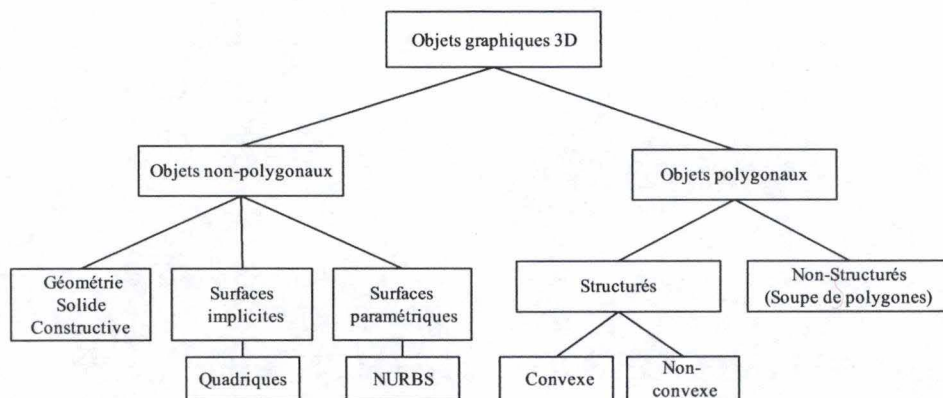 Objets graphiques 3D
Objets non-polygonaux
Objets polygonaux
Géométrie
Solide
Constructive
Surfaces
implicites
Surfaces
paramétriques
Structurés
Non-Structurés
(Soupe de polygones)
Quadriques
NURBS
Convexe
Non-
convexe